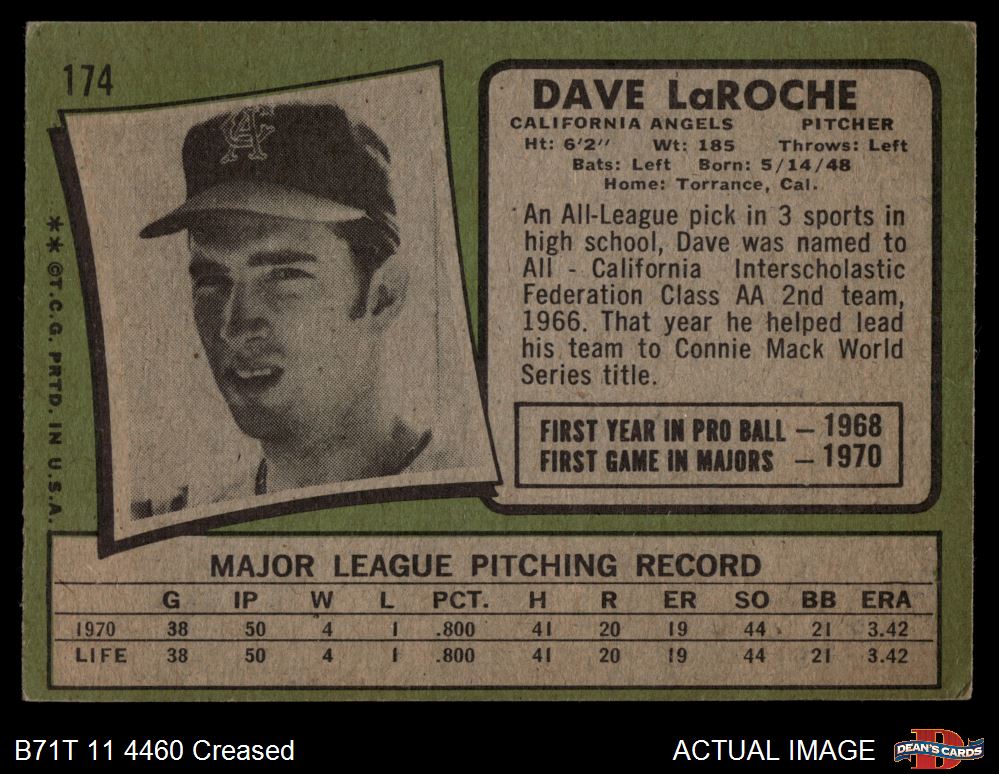 174
DAVE LaROCHE
CALIFORNIA ANGELS PITCHER
Ht: 6'2" Wt: 185 Throws: Left
Bats: Left Born: 5/14/48
Home: Torrance, Cal.
An All-League pick in 3 sports in
high school, Dave was named to
All - California Interscholastic
Federation Class AA 2nd team,
1966. That year he helped lead
his team to Connie Mack World
Series title.
FIRST YEAR IN PRO BALL — 1968
FIRST GAME IN MAJORS — 1970
** ©T.C.G. PRTD. IN U.S.A.
MAJOR LEAGUE PITCHING RECORD
G IP W L PCT. H R ER SO BB ERA
1970 38 50 4 1 .800 41 20 19 44 21 3.42
LIFE 38 50 4 1 .800 41 20 19 44 21 3.42
CA
B71T 11 4460 Creased
ACTUAL IMAGE
D
DEAN'S CARDS